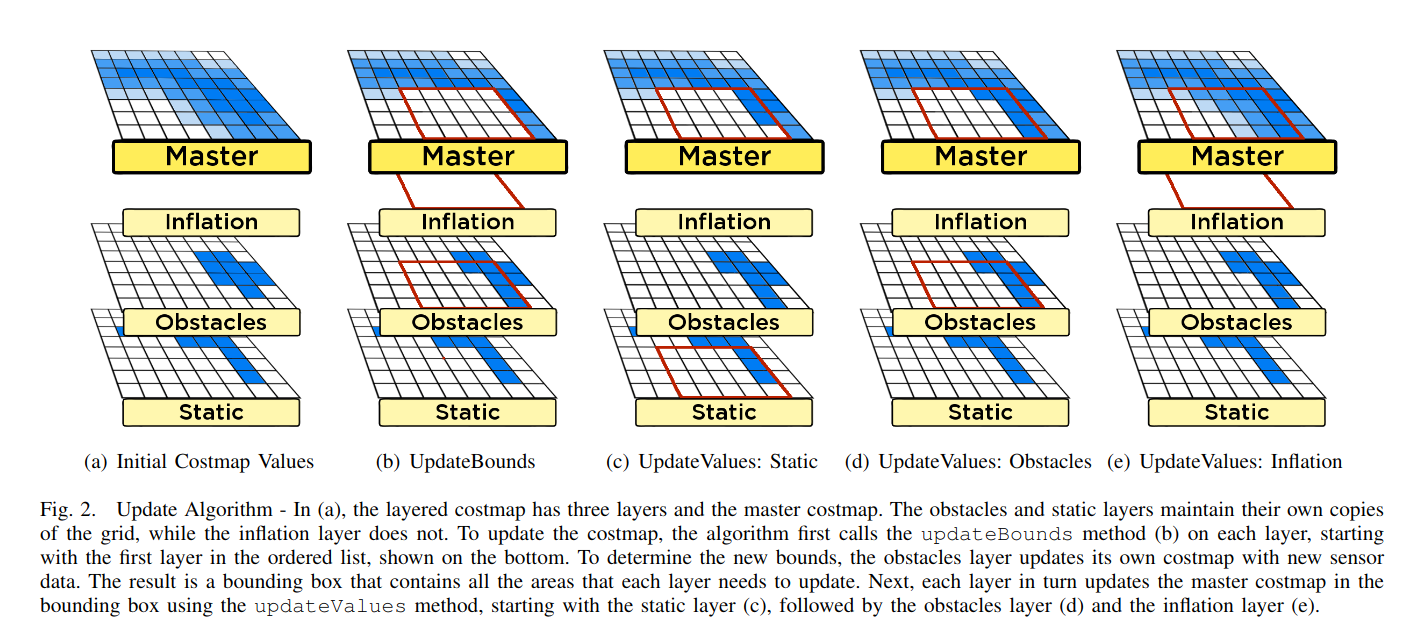 Master Master Master Master Master
Inflation Inflation Inflation Inflation Inflation
Obstacles Obstacles Obstacles Obstacles Obstacles
Static Static Static Static Static
(a) Initial Costmap Values (b) UpdateBounds (c) UpdateValues: Static (d) UpdateValues: Obstacles (e) UpdateValues: Inflation
Fig. 2. Update Algorithm - In (a), the layered costmap has three layers and the master costmap. The obstacles and static layers maintain their own copies
of the grid, while the inflation layer does not. To update the costmap, the algorithm first calls the updateBounds method (b) on each layer, starting
with the first layer in the ordered list, shown on the bottom. To determine the new bounds, the obstacles layer updates its own costmap with new sensor
data. The result is a bounding box that contains all the areas that each layer needs to update. Next, each layer in turn updates the master costmap in the
bounding box using the updateValues method, starting with the static layer (c), followed by the obstacles layer (d) and the inflation layer (e).